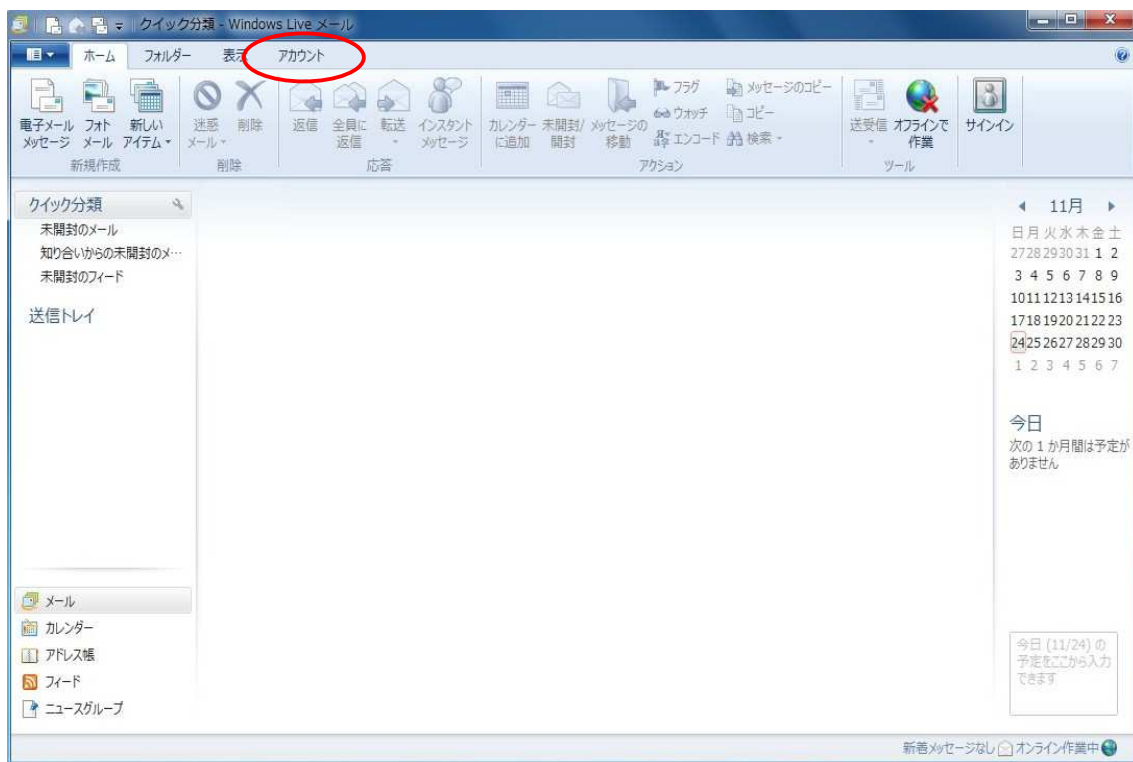 クイック分類 - Windows Live メール
ホーム フォルダー 表示 アカウント
電子メール メッセージ
フォト メール
新しい アイテム
新規作成
迷惑 メール
削除
削除
返信
全員に 返信
転送
インスタント メッセージ
応答
カレンダー に追加
未開封/ 開封
メッセージの 移動
フラグ
ウォッチ
エンコード
メッセージのコピー
コピー
検索
アクション
送受信
オフラインで 作業
ツール
サインイン
クイック分類
未開封のメール
知り合いからの未開封のメ…
未開封のフィード
送信トレイ
メール
カレンダー
アドレス帳
フィード
ニュースグループ
11月
日 月 火 水 木 金 土
27 28 29 30 31 1 2
3 4 5 6 7 8 9
10 11 12 13 14 15 16
17 18 19 20 21 22 23
24 25 26 27 28 29 30
1 2 3 4 5 6 7
今日
次の 1 か月間は予定が
ありません
今日 (11/24) の
予定をここから入力
できます
新着メッセージなし オンライン作業中